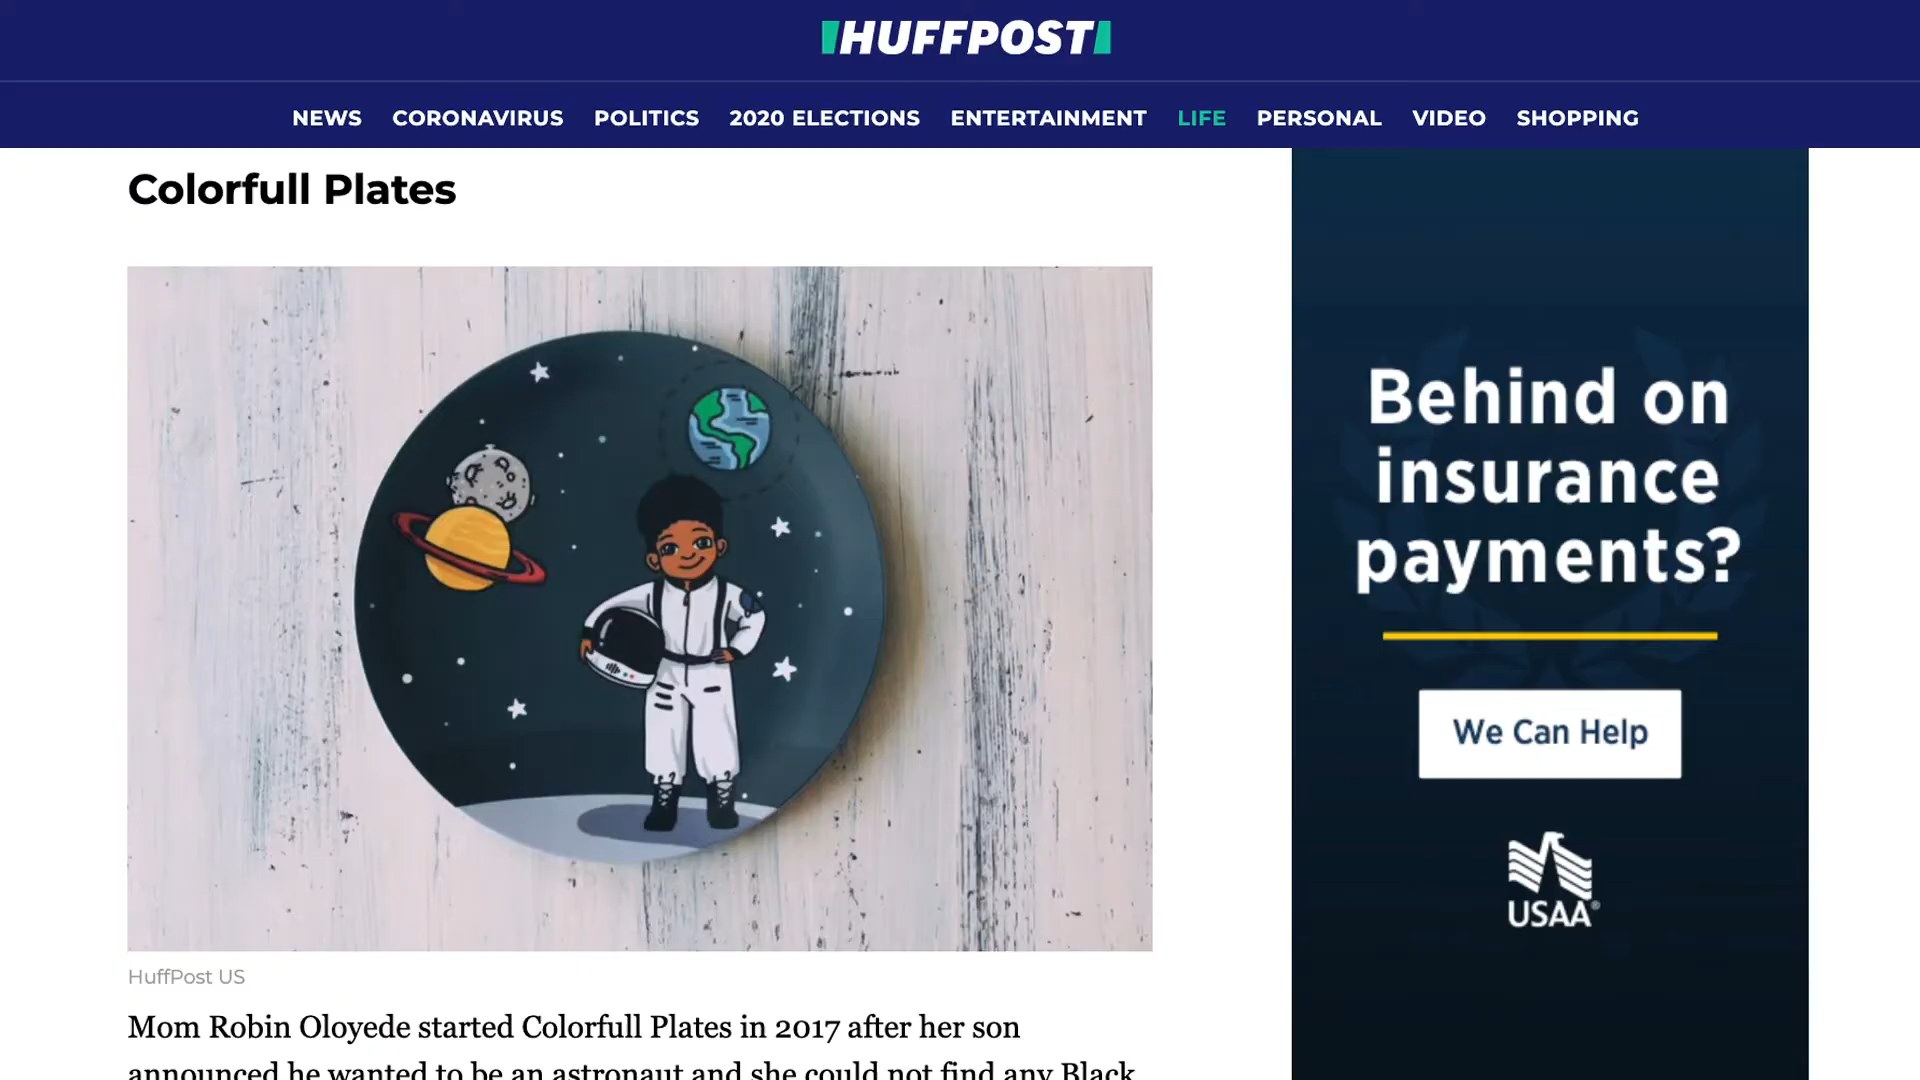 HUFFPOST
NEWS CORONAVIRUS POLITICS 2020 ELECTIONS ENTERTAINMENT LIFE PERSONAL VIDEO SHOPPING
Colorfull Plates
HuffPost US
Mom Robin Oloyede started Colorfull Plates in 2017 after her son
announced he wanted to be an astronaut and she could not find any Black
Behind on
insurance
payments?
We Can Help
USAA®